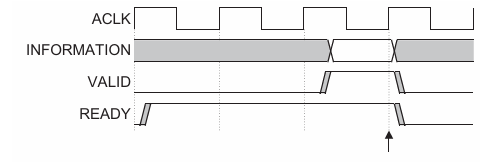 ACLK
INFORMATION
VALID
READY